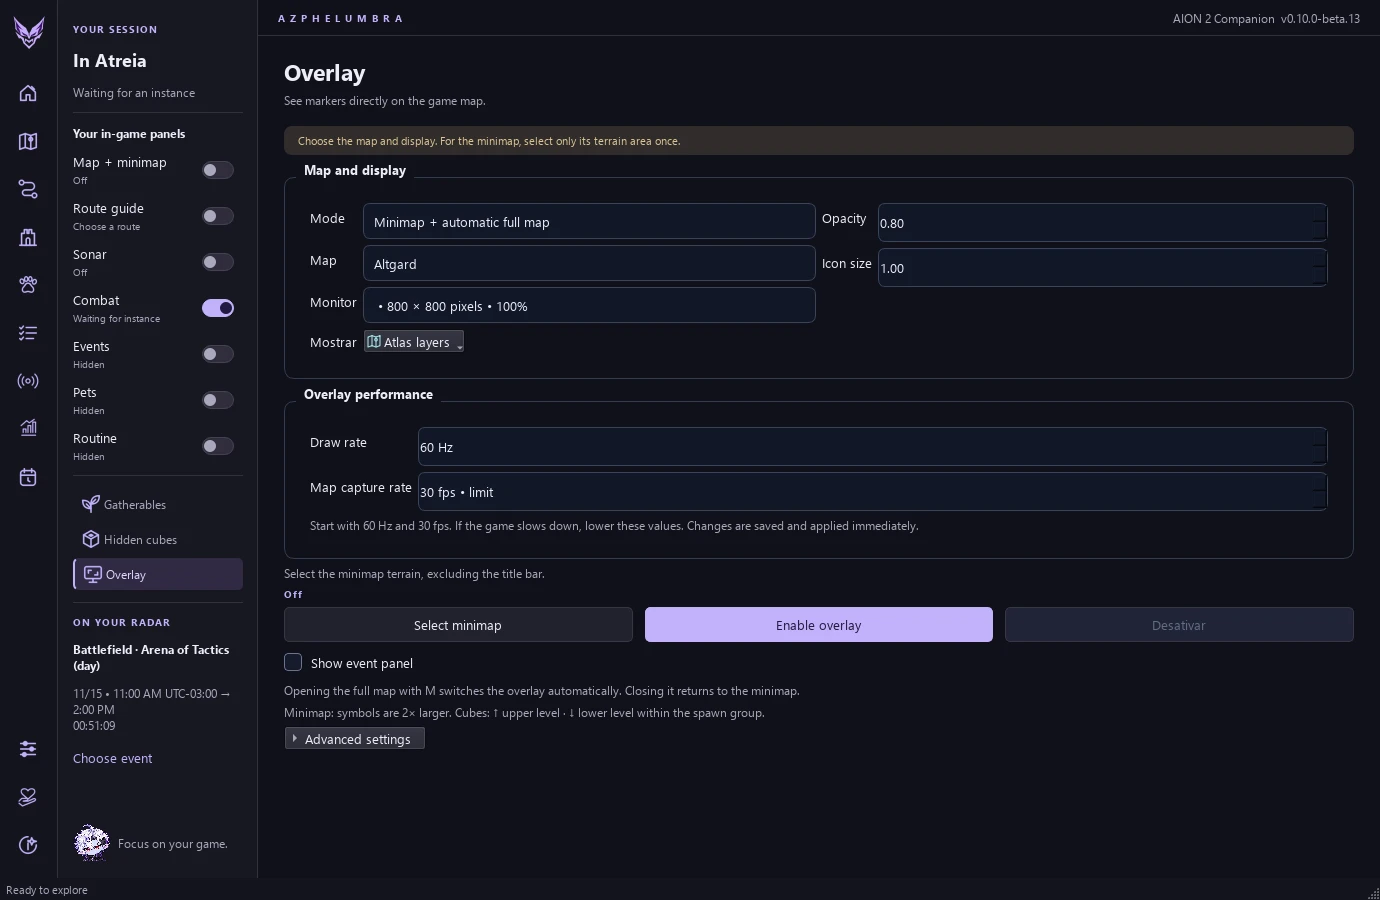 AZPHELUMBRA
AION 2 Companion v0.10.0-beta.13
YOUR SESSION
In Atreia
Waiting for an instance
Your in-game panels
Map + minimap
Off
Route guide
Choose a route
Sonar
Off
Combat
Waiting for instance
Events
Hidden
Pets
Hidden
Routine
Hidden
Gatherables
Hidden cubes
Overlay
ON YOUR RADAR
Battlefield · Arena of Tactics
(day)
11/15 • 11:00 AM UTC-03:00 →
2:00 PM
00:51:09
Choose event
Focus on your game.
Overlay
See markers directly on the game map.
Choose the map and display. For the minimap, select only its terrain area once.
Map and display
Mode Minimap + automatic full map Opacity 0.80
Map Altgard Icon size 1.00
Monitor • 800 × 800 pixels • 100%
Mostrar Atlas layers
Overlay performance
Draw rate 60 Hz
Map capture rate 30 fps • limit
Start with 60 Hz and 30 fps. If the game slows down, lower these values. Changes are saved and applied immediately.
Select the minimap terrain, excluding the title bar.
Off
Select minimap Enable overlay Desativar
Show event panel
Opening the full map with M switches the overlay automatically. Closing it returns to the minimap.
Minimap: symbols are 2× larger. Cubes: ↑ upper level · ↓ lower level within the spawn group.
Advanced settings
Ready to explore